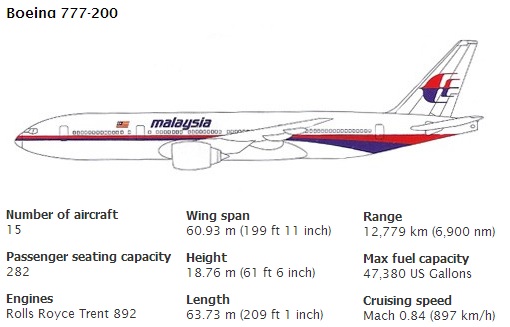 Boeing 777-200
malaysia
Number of aircraft
15
Wing span
60.93 m (199 ft 11 inch)
Range
12,779 km (6,900 nm)
Passenger seating capacity
282
Height
18.76 m (61 ft 6 inch)
Max fuel capacity
47,380 US Gallons
Engines
Rolls Royce Trent 892
Length
63.73 m (209 ft 1 inch)
Cruising speed
Mach 0.84 (897 km/h)